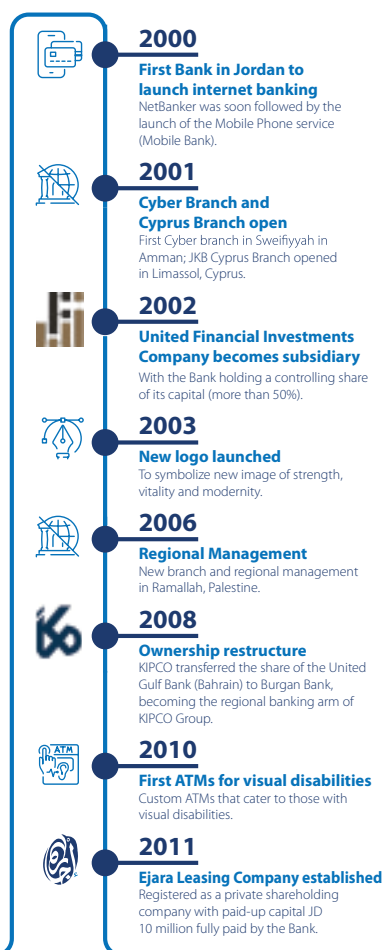 2000
First Bank in Jordan to
launch internet banking
NetBanker was soon followed by the
launch of the Mobile Phone service
(Mobile Bank).
2001
Cyber Branch and
Cyprus Branch open
First Cyber branch in Sweifiyyah in
Amman; JKB Cyprus Branch opened
in Limassol, Cyprus.
2002
United Financial Investments
Company becomes subsidiary
With the Bank holding a controlling share
of its capital (more than 50%).
2003
New logo launched
To symbolize new image of strength,
vitality and modernity.
2006
Regional Management
New branch and regional management
in Ramallah, Palestine.
2008
Ownership restructure
KIPCO transferred the share of the United
Gulf Bank (Bahrain) to Burgan Bank,
becoming the regional banking arm of
KIPCO Group.
ATM
2010
First ATMs for visual disabilities
Custom ATMs that cater to those with
visual disabilities.
2011
Ejara Leasing Company established
Registered as a private shareholding
company with paid-up capital JD
10 million fully paid by the Bank.